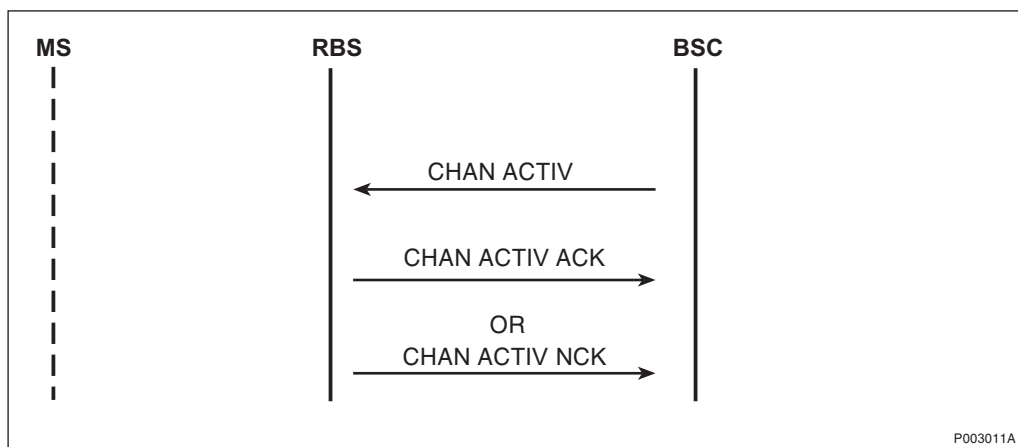 MS
RBS
BSC
CHAN ACTIV
CHAN ACTIV ACK
OR
CHAN ACTIV NCK
P003011A